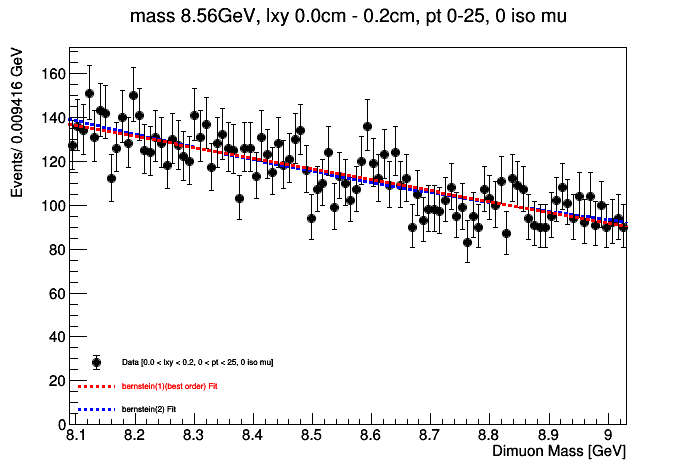 mass 8.56GeV, lxy 0.0cm - 0.2cm, pt 0-25, 0 iso mu
Events/ 0.009416 GeV
160
140
120
100
80
60
40
20
0
Data [0.0 < lxy < 0.2, 0 < pt < 25, 0 iso mu]
bernstein(1)(best order) Fit
bernstein(2) Fit
8.1 8.2 8.3 8.4 8.5 8.6 8.7 8.8 8.9 9
Dimuon Mass [GeV]